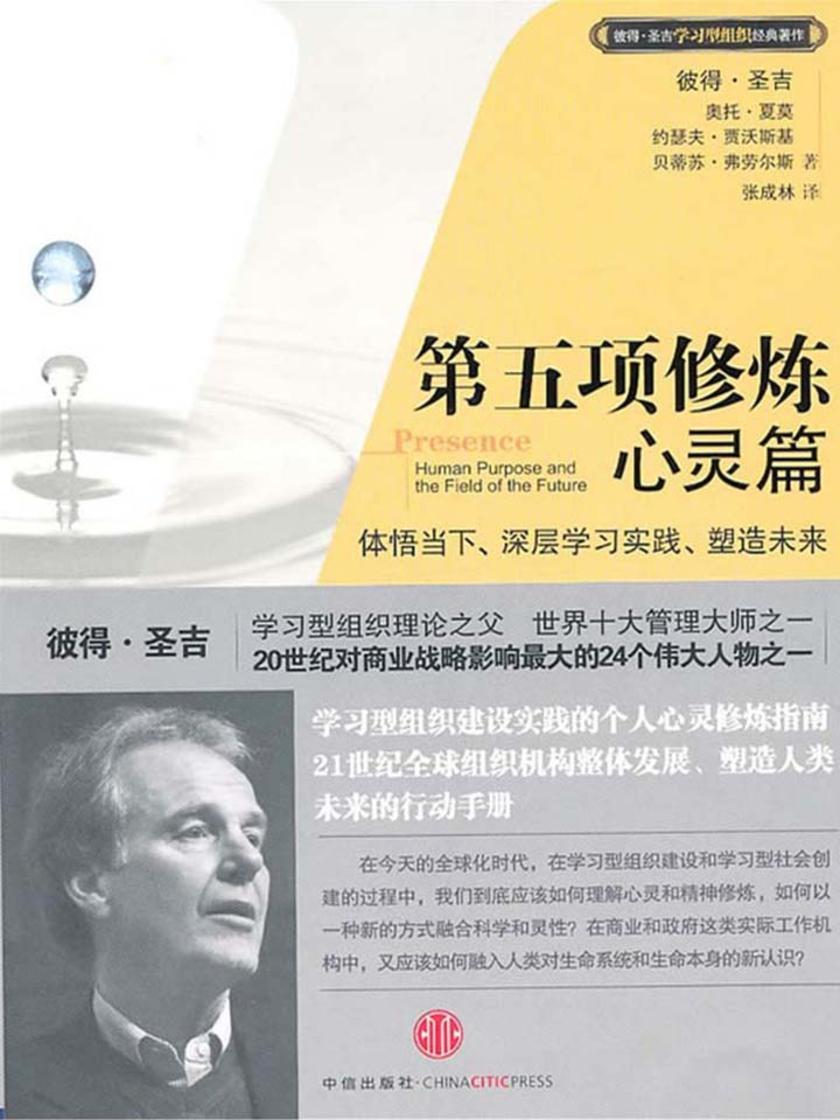 彼得·圣吉学习型组织经典著作
彼得·圣吉
奥托·夏莫
约瑟夫·贾沃斯基
贝蒂苏·弗劳尔斯 著
张成林 译
第五项修炼
Presence
心灵篇
Human Purpose and
the Field of the Future
体悟当下、深层学习实践、塑造未来
彼得·圣吉
学习型组织理论之父 世界十大管理大师之一
20世纪对商业战略影响最大的24个伟大人物之一
学习型组织建设实践的个人心灵修炼指南
21世纪全球组织机构整体发展、塑造人类
未来的行动手册
在今天的全球化时代，在学习型组织建设和学习型社会创
建的过程中，我们到底应该如何理解心灵和精神修炼，如何以
一种新的方式融合科学和灵性？在商业和政府这类实际工作机
构中，又应该如何融入人类对生命系统和生命本身的新认识？
中信出版社·CHINACITICPRESS